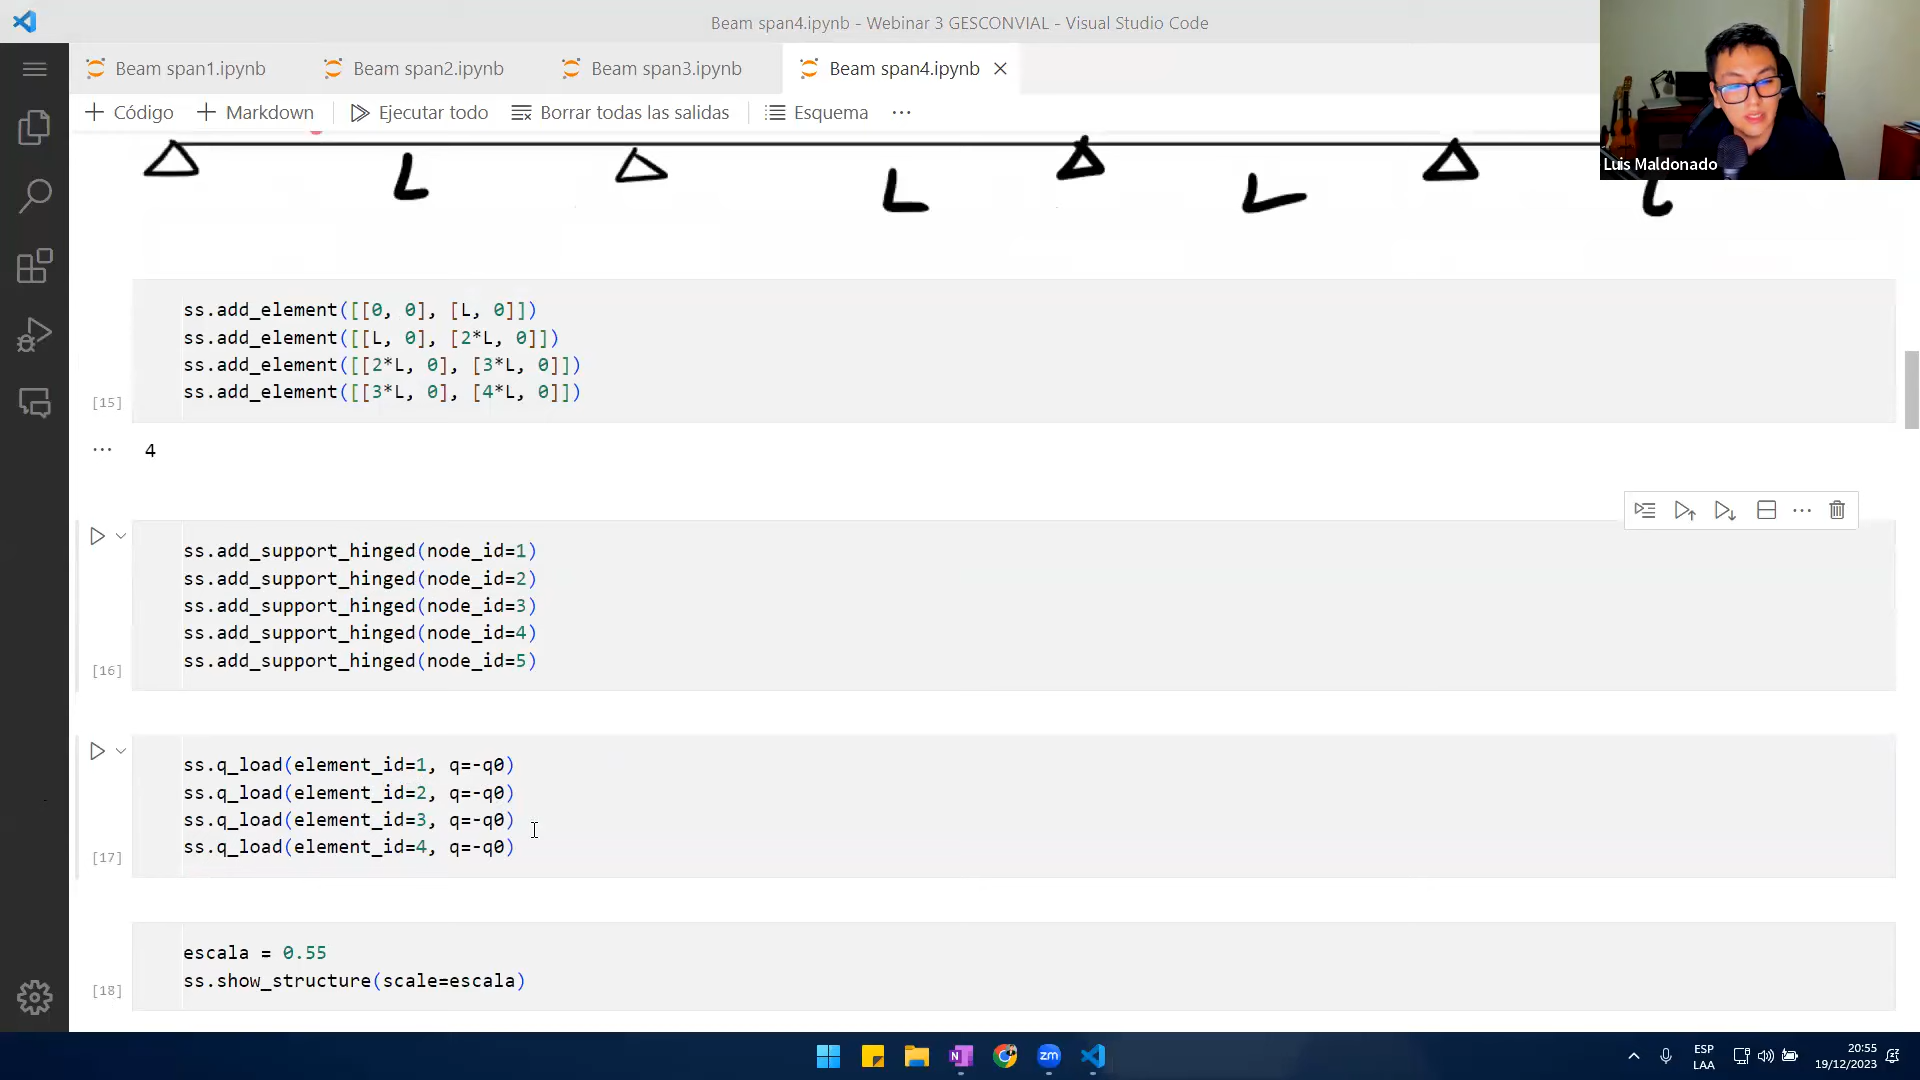 Beam span4.ipynb - Webinar 3 GESCONVIAL - Visual Studio Code
Beam span1.ipynb
Beam span2.ipynb
Beam span3.ipynb
Beam span4.ipynb
Código
Markdown
Ejecutar todo
Borrar todas las salidas
Esquema
Luis Maldonado
L
L
L
L
ss.add_element([[0, 0], [L, 0]])
ss.add_element([[L, 0], [2*L, 0]])
ss.add_element([[2*L, 0], [3*L, 0]])
ss.add_element([[3*L, 0], [4*L, 0]])
[15]
4
ss.add_support_hinged(node_id=1)
ss.add_support_hinged(node_id=2)
ss.add_support_hinged(node_id=3)
ss.add_support_hinged(node_id=4)
ss.add_support_hinged(node_id=5)
[16]
ss.q_load(element_id=1, q=-q0)
ss.q_load(element_id=2, q=-q0)
ss.q_load(element_id=3, q=-q0)
ss.q_load(element_id=4, q=-q0)
[17]
escala = 0.55
ss.show_structure(scale=escala)
[18]
zm
ESP
LAA
20:55
19/12/2023